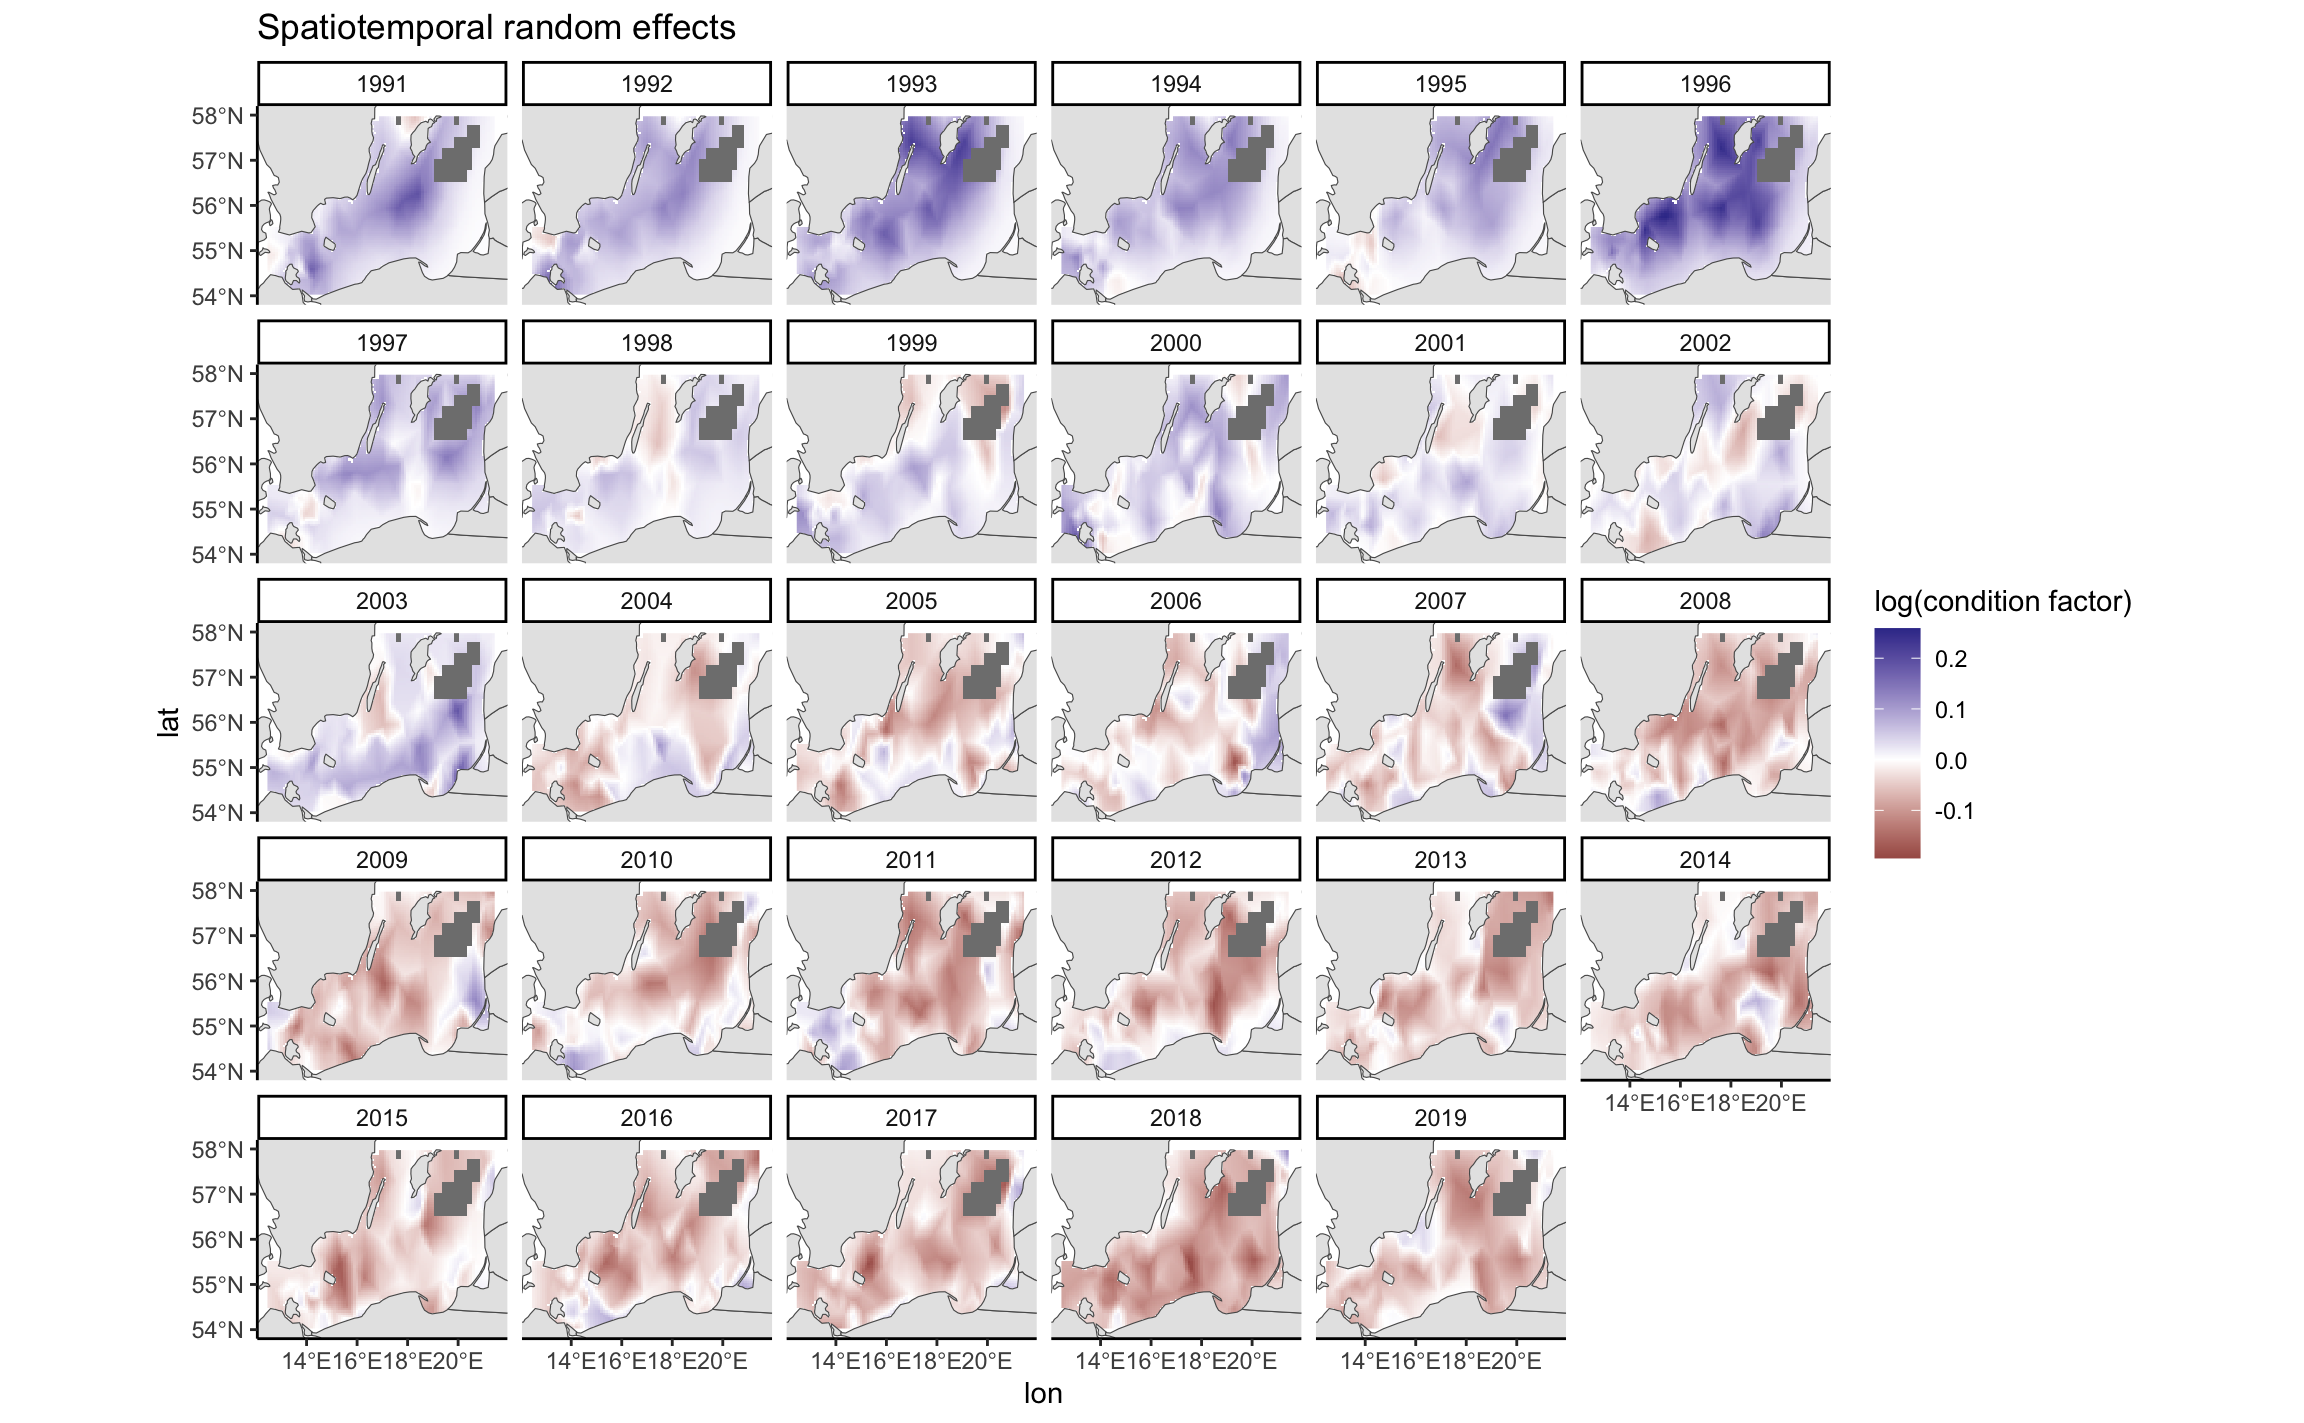 Spatiotemporal random effects
1991 1992 1993 1994 1995 1996
58°N
57°N
56°N
55°N
54°N
1997 1998 1999 2000 2001 2002
58°N
57°N
56°N
55°N
54°N
2003 2004 2005 2006 2007 2008
58°N
57°N
56°N
55°N
54°N
lat
log(condition factor)
0.2
0.1
0.0
-0.1
2009 2010 2011 2012 2013 2014
58°N
57°N
56°N
55°N
54°N
14°E16°E18°E20°E
2015 2016 2017 2018 2019
58°N
57°N
56°N
55°N
54°N
14°E16°E18°E20°E 14°E16°E18°E20°E 14°E16°E18°E20°E 14°E16°E18°E20°E 14°E16°E18°E20°E
lon